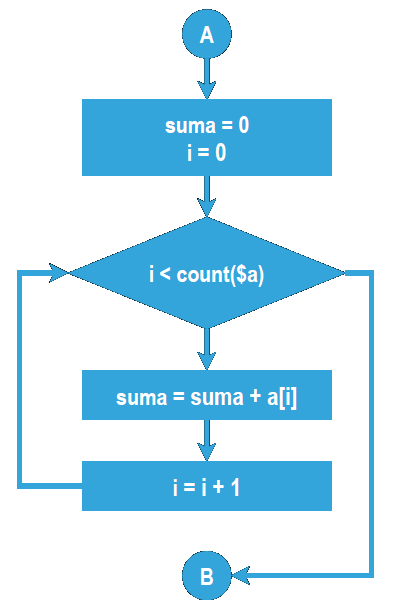 A
suma = 0
i = 0
i < count($a)
suma = suma + a[i]
i = i + 1
B